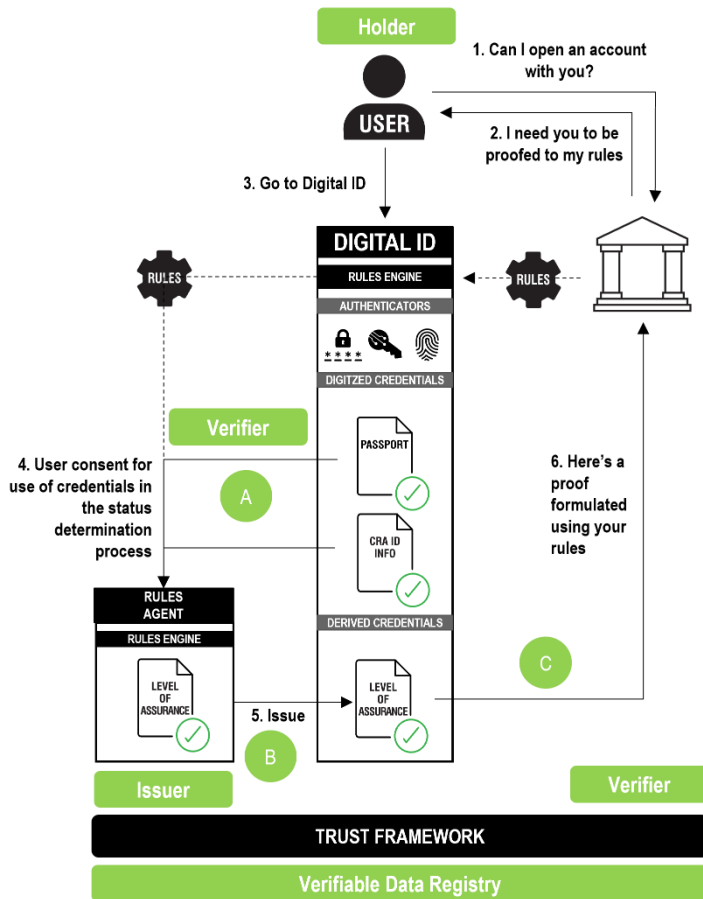 Holder
1. Can I open an account
with you?
USER
2. I need you to be
proofed to my rules
3. Go to Digital ID
DIGITAL ID
RULES ENGINE
RULES
RULES
AUTHENTICATORS
****
DIGITZED CREDENTIALS
Verifier
PASSPORT
4. User consent for
use of credentials in
the status
determination
process
A
6. Here's a
proof
formulated
using your
rules
CRA ID
INFO
RULES
AGENT
RULES ENGINE
DERIVED CREDENTIALS
LEVEL
OF
ASSURANCE
5. Issue
LEVEL
OF
ASSURANCE
C
B
Issuer
Verifier
TRUST FRAMEWORK
Verifiable Data Registry